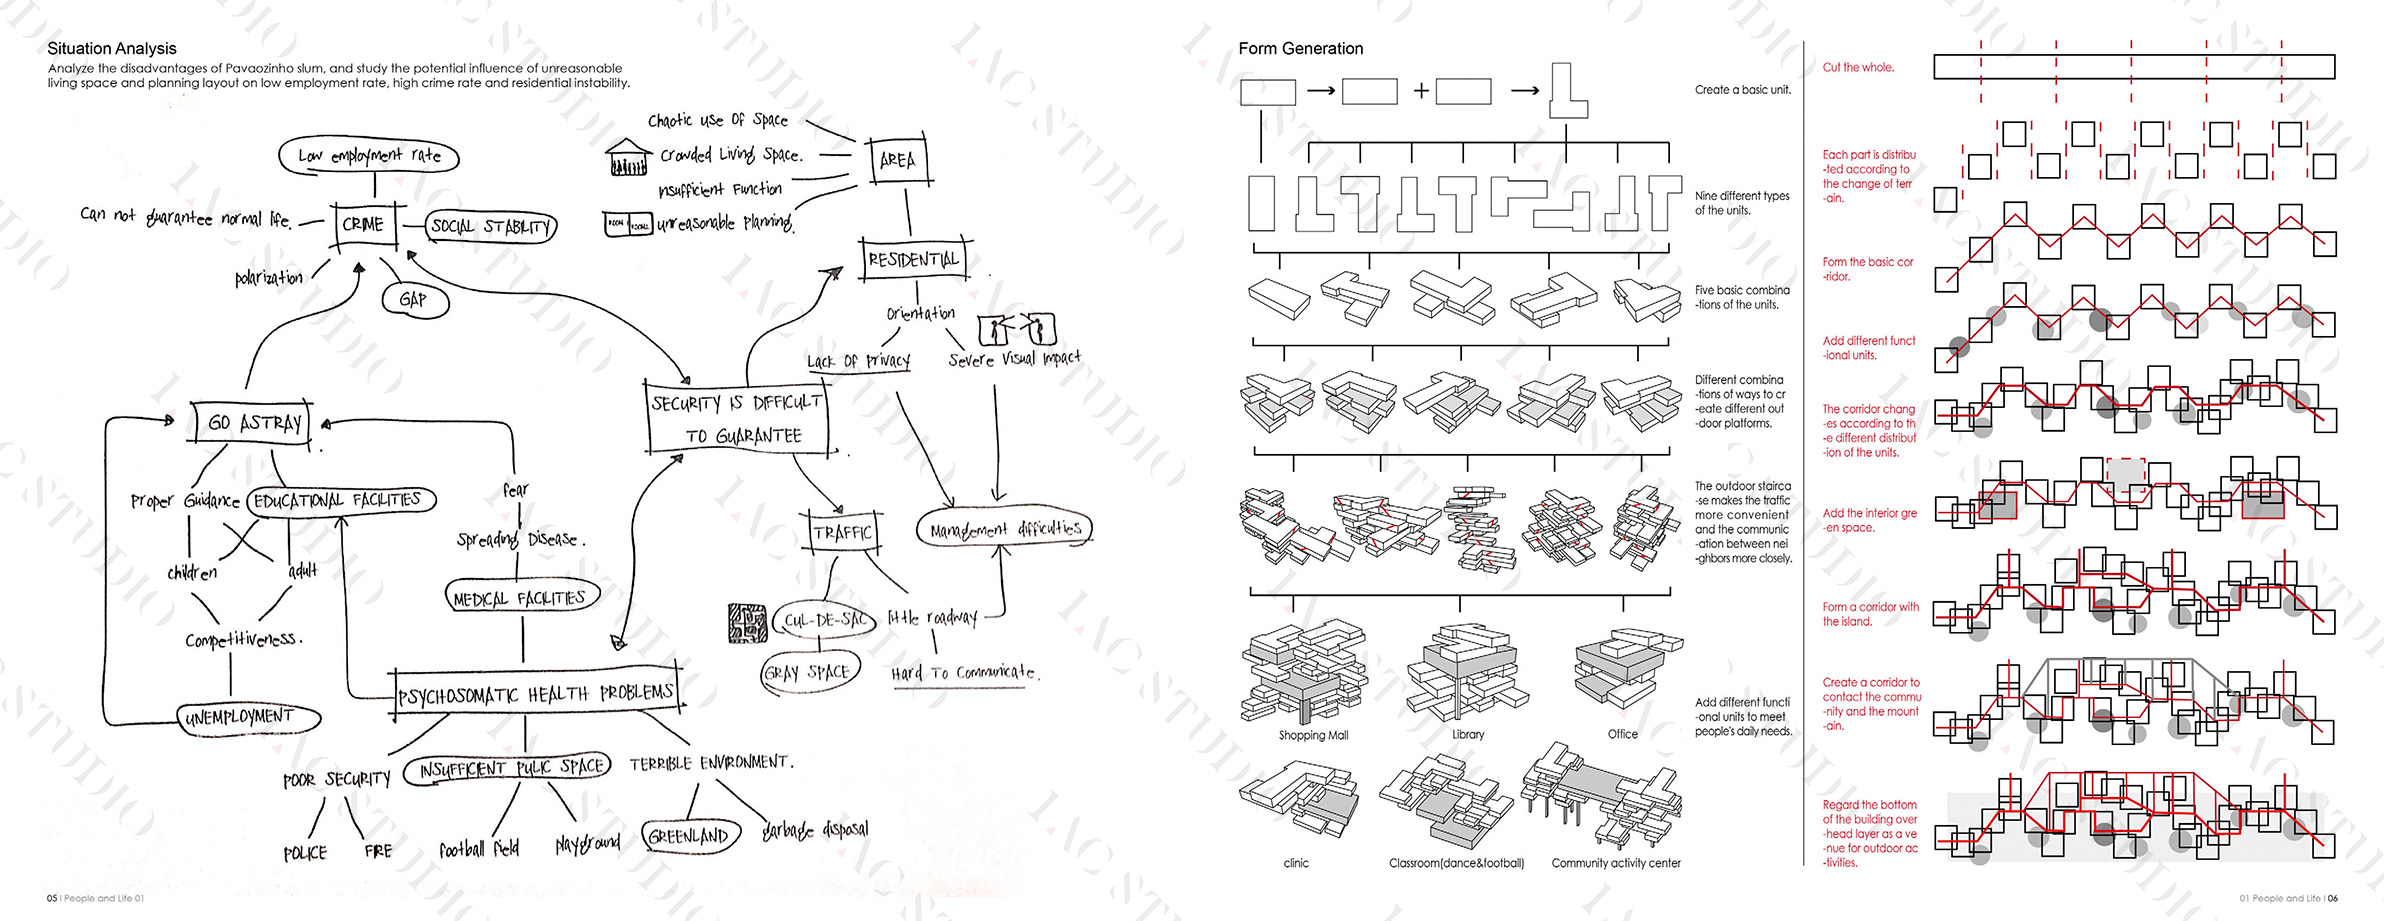 Situation Analysis
Analyze the disadvantages of Pavaozinho slum, and study the potential influence of unreasonable
living space and planning layout on low employment rate, high crime rate and residential instability.
Low employment rate
Can not guarantee normal life.
CRIME
SOCIAL STABILITY
polarization
GAP
Chaotic use Of Space
Crowded Living Space.
insufficient Function
unreasonable Planning.
AREA
RESIDENTIAL
Orientation
Lack Of privacy
Severe Visual Impact
SECURITY IS DIFFICULT
TO GUARANTEE
GO ASTRAY
Proper Guidance
EDUCATIONAL FACILITIES
children
adult
Competitiveness.
UNEMPLOYMENT
fear
Spreading Disease.
MEDICAL FACILITIES
PSYCHOSOMATIC HEALTH PROBLEMS
TRAFFIC
Management difficulties
CUL-DE-SAC
little roadway
GRAY SPACE
Hard To Communicate.
POOR SECURITY
INSUFFICIENT PULIC SPACE
TERRIBLE ENVIRONMENT.
POLICE
FIRE
football field
playground
GREENLAND
garbage disposal
05 | People and Life 01
Form Generation
Create a basic unit.
Nine different types
of the units.
Five basic combina
-tions of the units.
Different combina
-tions of ways to cr
-eate different out
-door platforms.
The outdoor stairca
-se makes the traffic
more convenient
and the communic
-ation between nei
-ghbors more closely.
Shopping Mall
Library
Office
Add different functi
-onal units to meet
people's daily needs.
clinic
Classroom(dance&football)
Community activity center
Cut the whole.
Each part is distribu
-ted according to
the change of terr
-ain.
Form the basic cor
-ridor.
Add different funct
-ional units.
The corridor chang
-es according to th
-e different distribut
-ion of the units.
Add the interior gre
-en space.
Form a corridor with
the island.
Create a corridor to
contact the commu
-nity and the mount
-ain.
Regard the bottom
of the building over
-head layer as a ve
-nue for outdoor ac
-tivities.
01 People and Life | 06